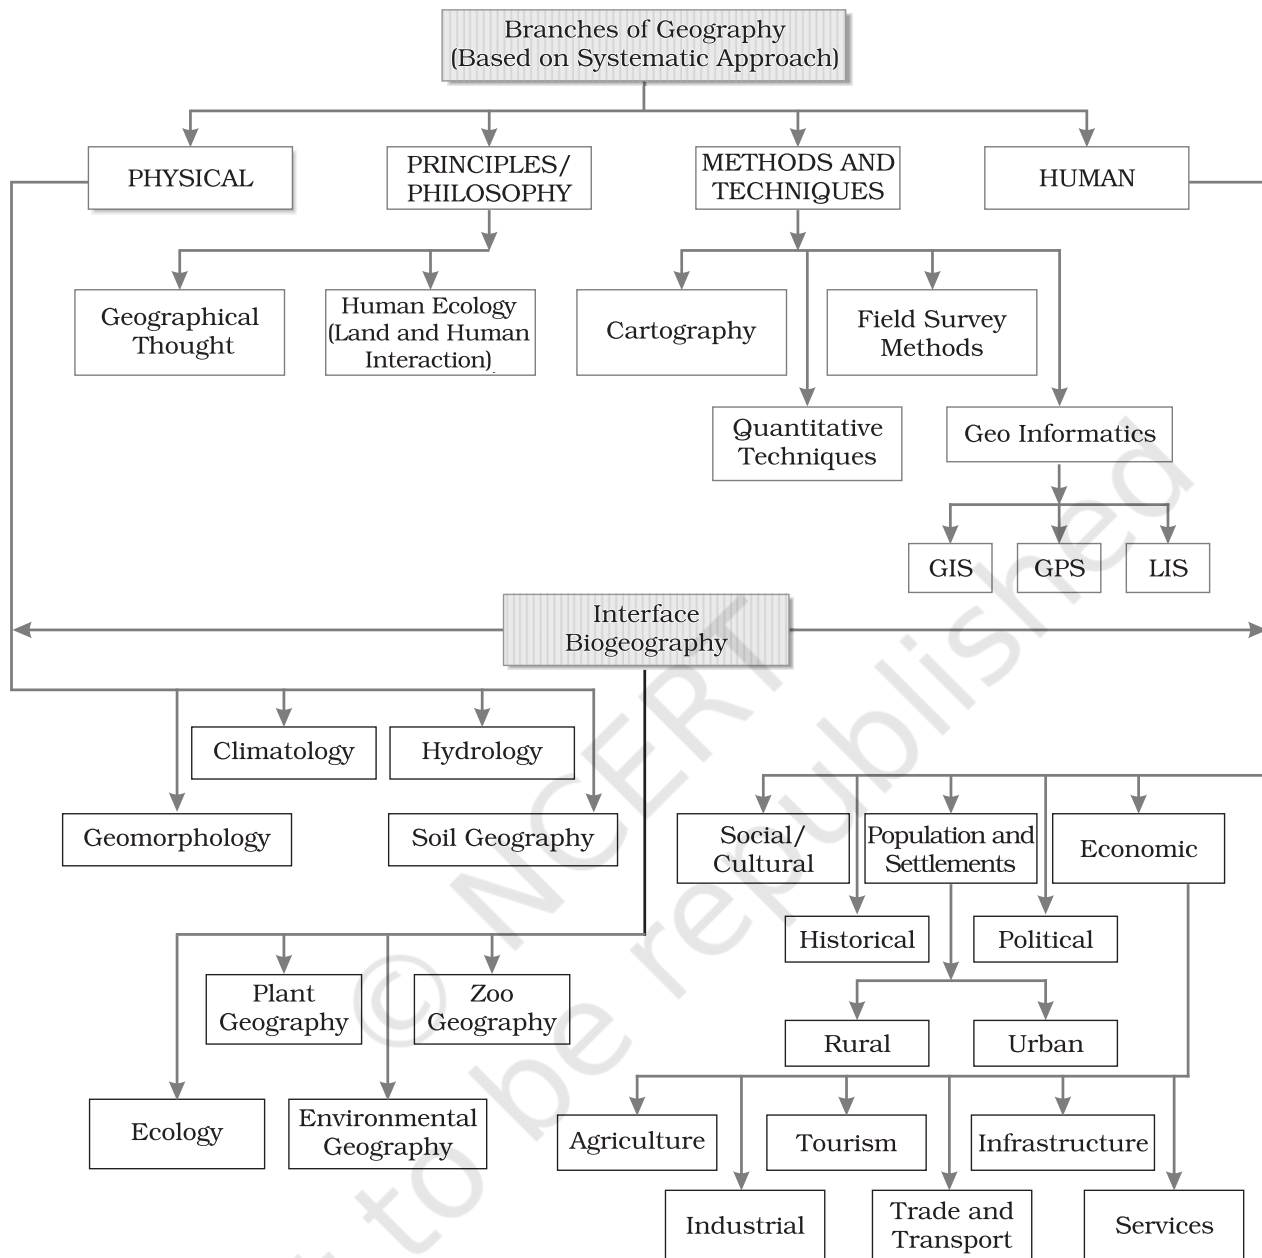 Branches of Geography
(Based on Systematic Approach)
PHYSICAL
PRINCIPLES/
PHILOSOPHY
METHODS AND
TECHNIQUES
HUMAN
Geographical
Thought
Human Ecology
(Land and Human
Interaction)
Cartography
Field Survey
Methods
Quantitative
Techniques
Geo Informatics
GIS
GPS
LIS
Interface
Biogeography
Climatology
Hydrology
Geomorphology
Soil Geography
Social/
Cultural
Population and
Settlements
Economic
Historical
Political
Plant
Geography
Zoo
Geography
Rural
Urban
Ecology
Environmental
Geography
Agriculture
Tourism
Infrastructure
Industrial
Trade and
Transport
Services
© NCERT
to be republished